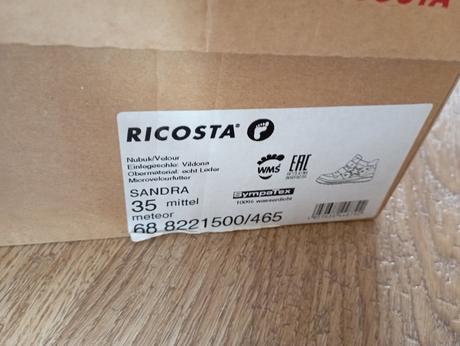 RICOSTA
Nubuk/Velour
Einlegesohle: Vildona
Obermaterial: echt Leder
Microvelourfutter
SANDRA
35 mittel
meteor
68 8221500/465
WMS
EAC
SympaTex
100% wasserdicht